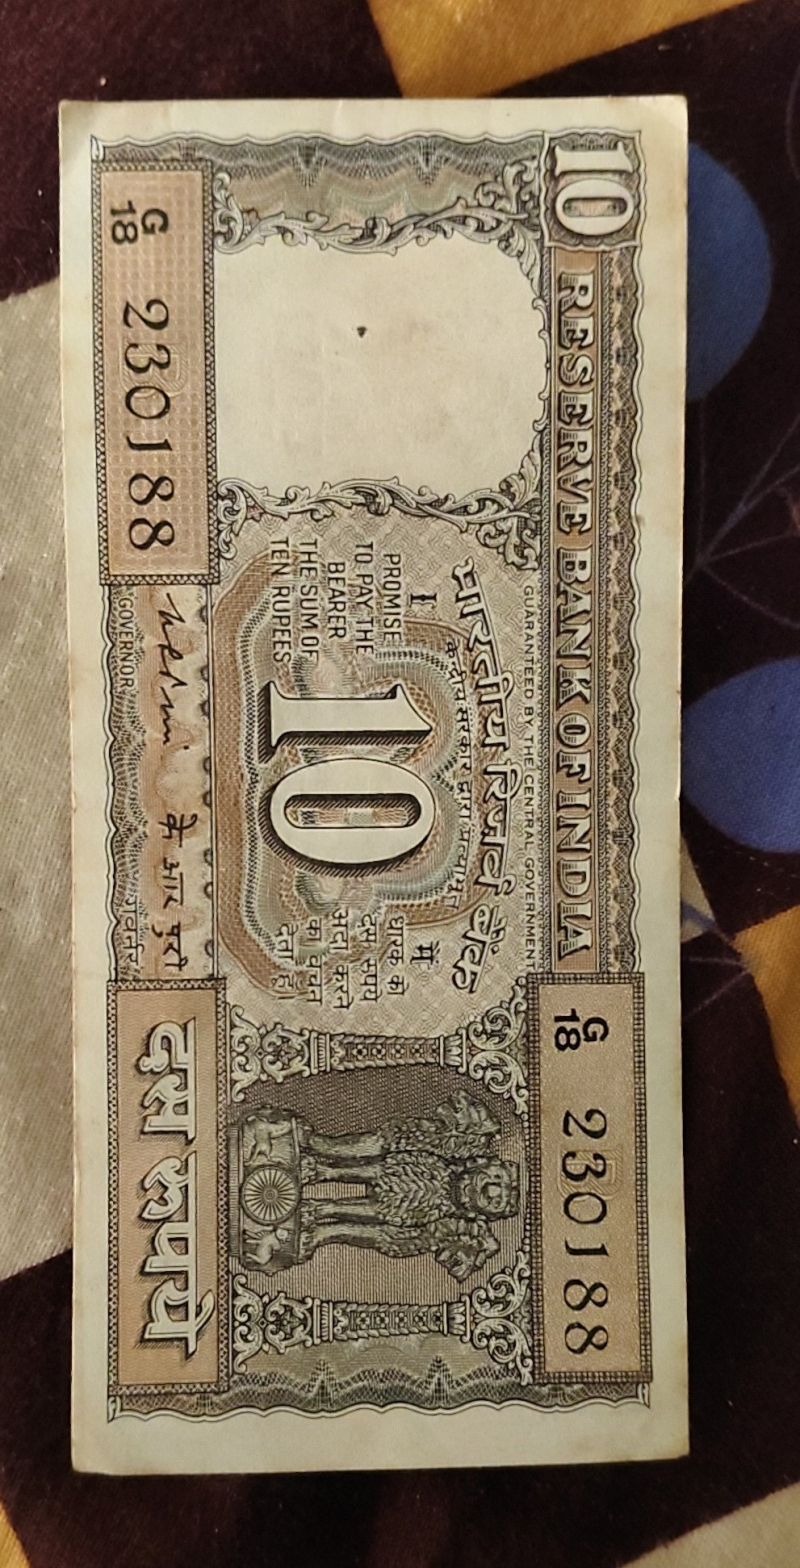 10 RESERVE BANK OF INDIA
GUARANTEED BY THE CENTRAL GOVERNMENT
G
18 230188
भारतीय रिज़र्व बैंक
केन्द्रीय सरकार द्वारा प्रत्याभूत
I
PROMISE
TO PAY THE
BEARER
THE SUM OF
TEN RUPEES
10
मैं
धारक को
दस रुपये
अदा करने
का वचन
देता हूँ।
G
18 230188
के आर पुरी
GOVERNOR
गवर्नर
दस रुपये